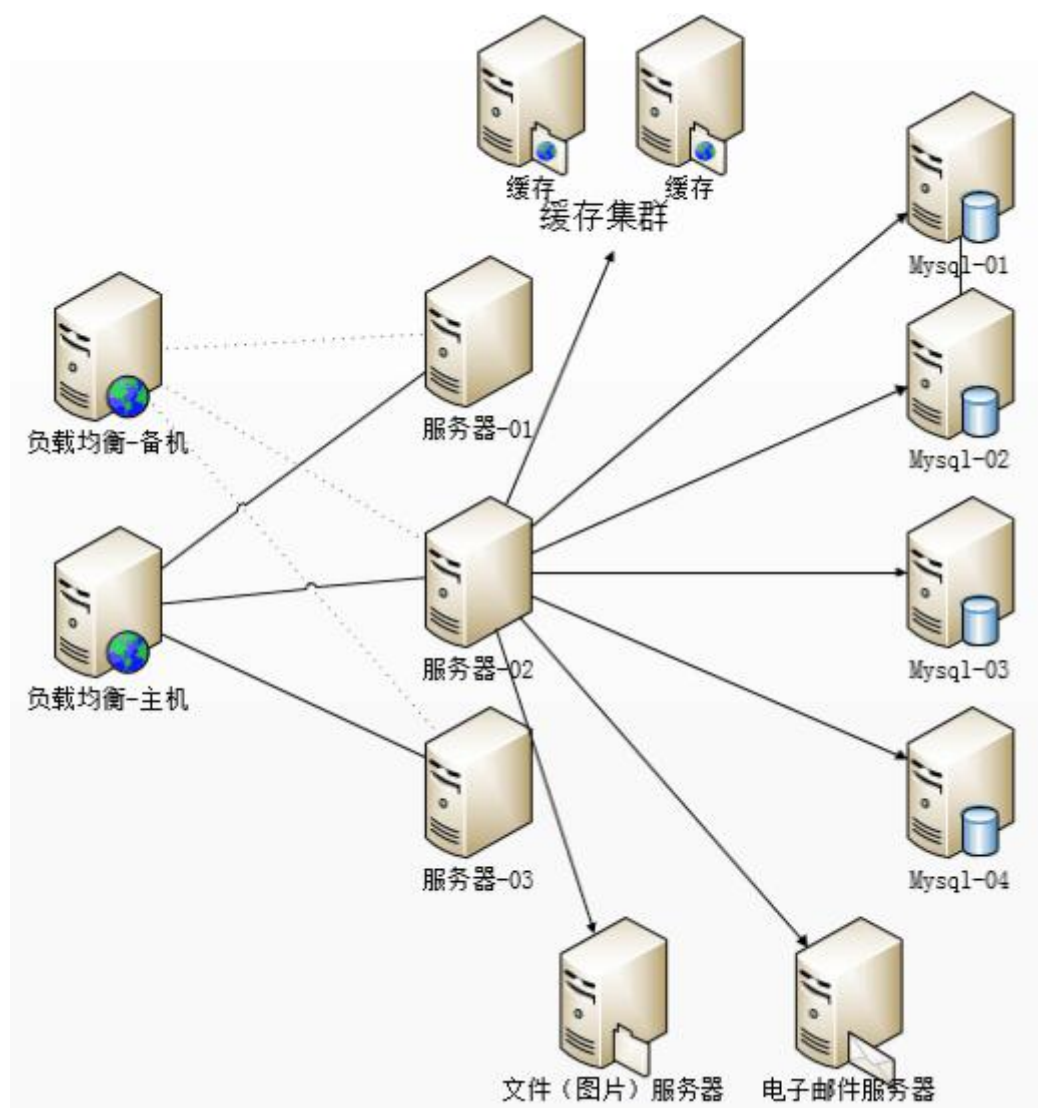 缓存
缓存
缓存集群
Mysql-01
服务器-01
负载均衡-备机
Mysql-02
服务器-02
Mysql-03
负载均衡-主机
服务器-03
Mysql-04
文件（图片）服务器
电子邮件服务器